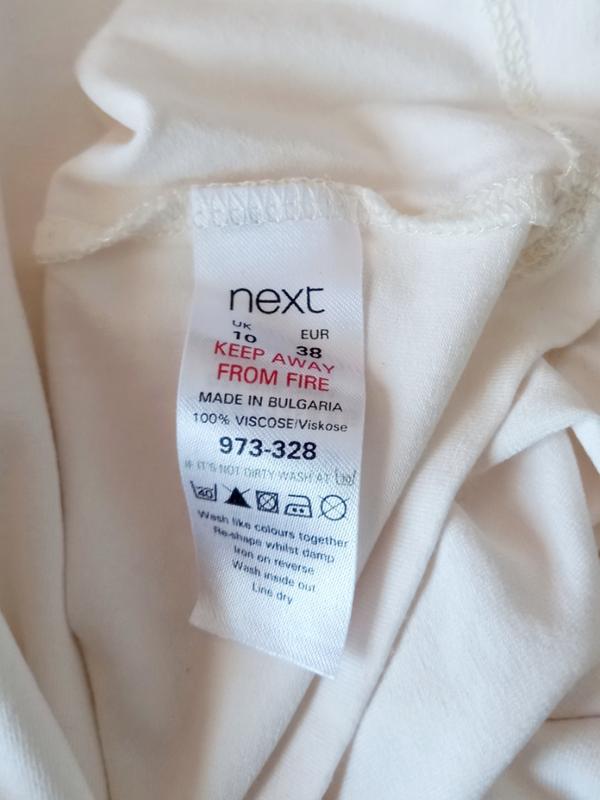 next
UK EUR
10 38
KEEP AWAY
FROM FIRE
MADE IN BULGARIA
100% VISCOSE/Viskose
973-328
IF IT'S NOT DIRTY WASH AT 30
40
Wash like colours together
Re-shape whilst damp
Iron on reverse
Wash inside out
Line dry